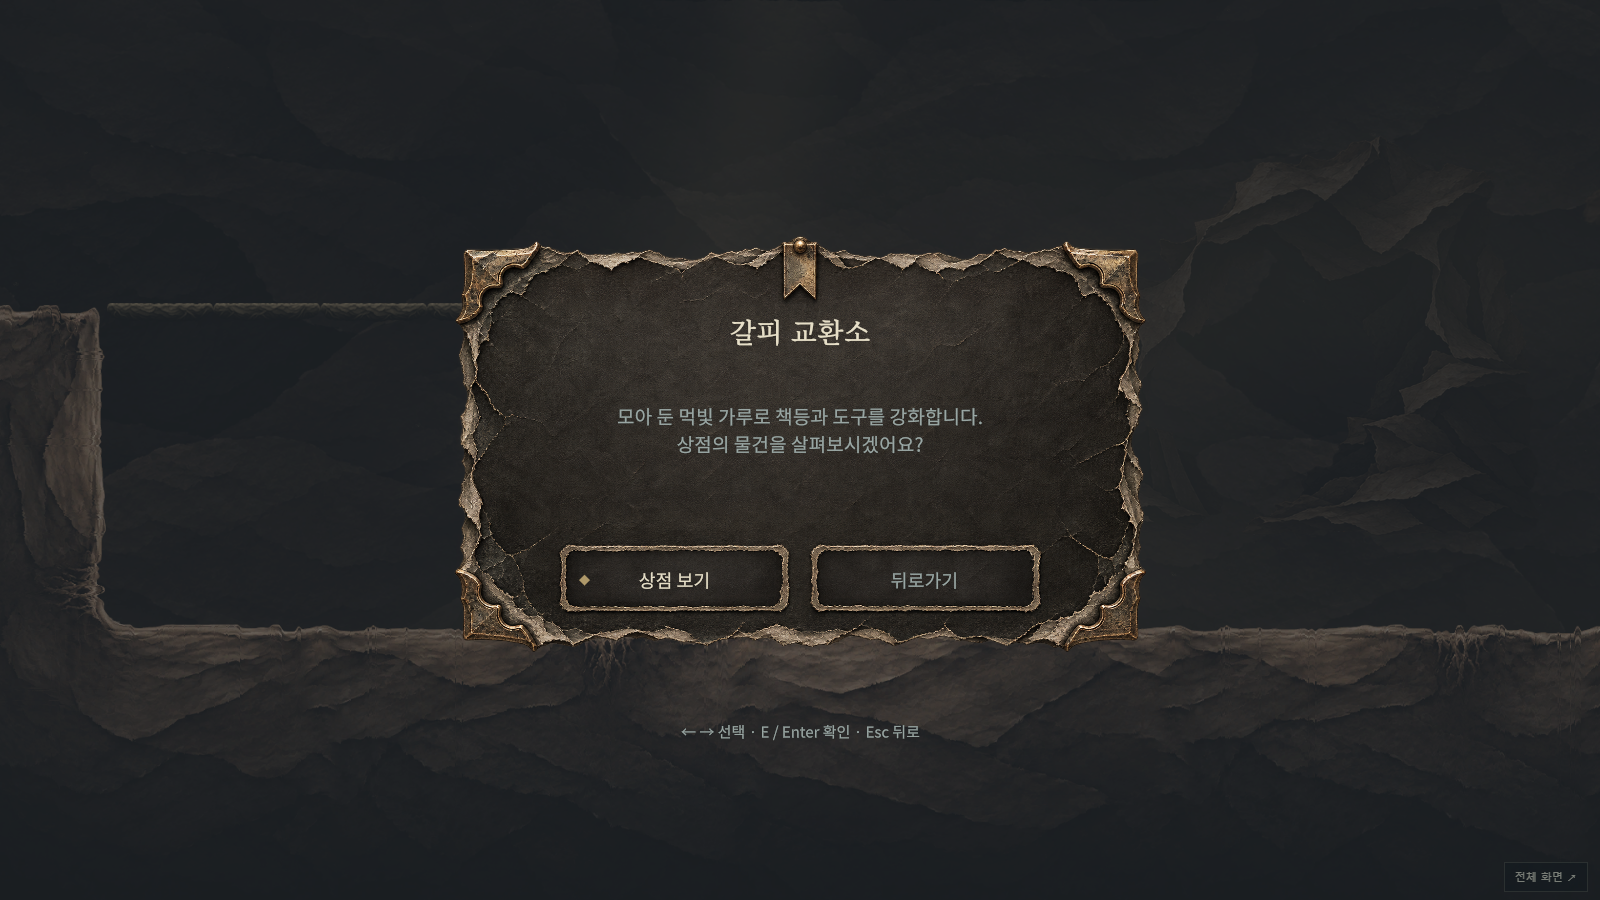 갈피 교환소
모아 둔 먹빛 가루로 책등과 도구를 강화합니다.
상점의 물건을 살펴보시겠어요?
상점 보기
뒤로가기
←→ 선택 · E / Enter 확인 · Esc 뒤로
전체 화면 ↗